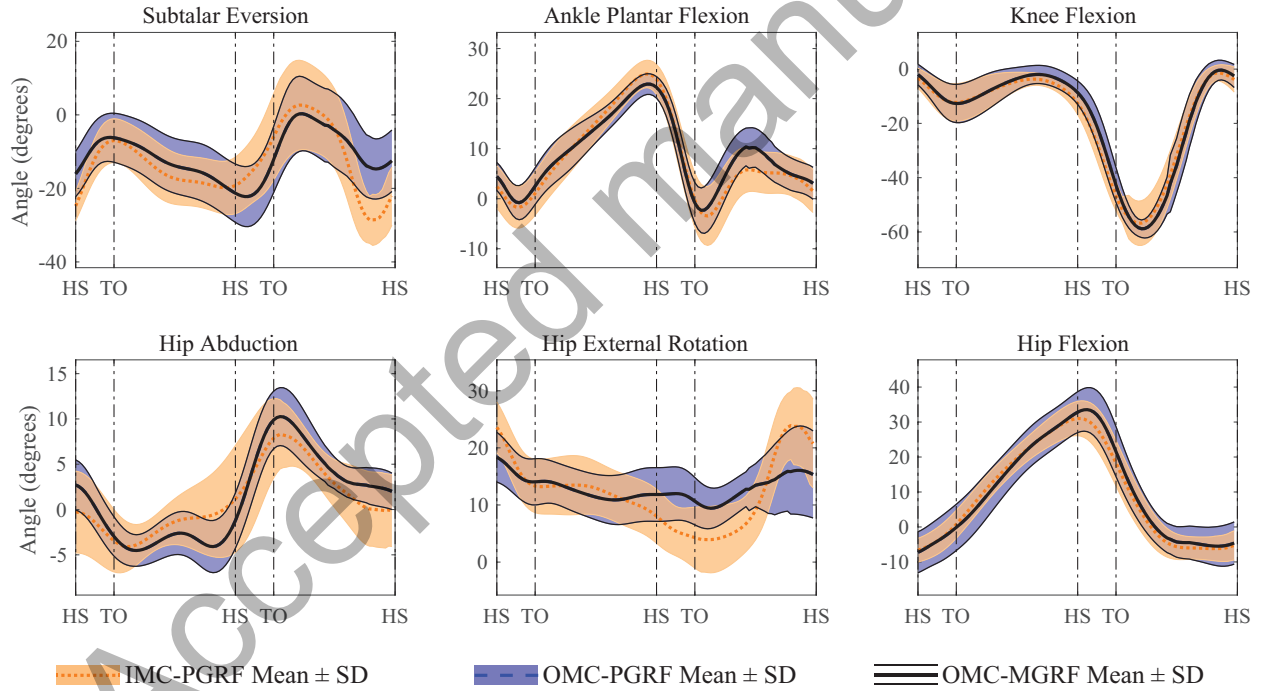 Subtalar Eversion
Ankle Plantar Flexion
Knee Flexion
Angle (degrees)
20
0
-20
-40
HS TO HS TO HS
30
20
10
0
-10
HS TO HS TO HS
0
-20
-40
-60
HS TO HS TO HS
Hip Abduction
Hip External Rotation
Hip Flexion
Angle (degrees)
15
10
5
0
-5
HS TO HS TO HS
30
20
10
0
HS TO HS TO HS
40
30
20
10
0
-10
HS TO HS TO HS
IMC-PGRF Mean ± SD
OMC-PGRF Mean ± SD
OMC-MGRF Mean ± SD
Accepted manu